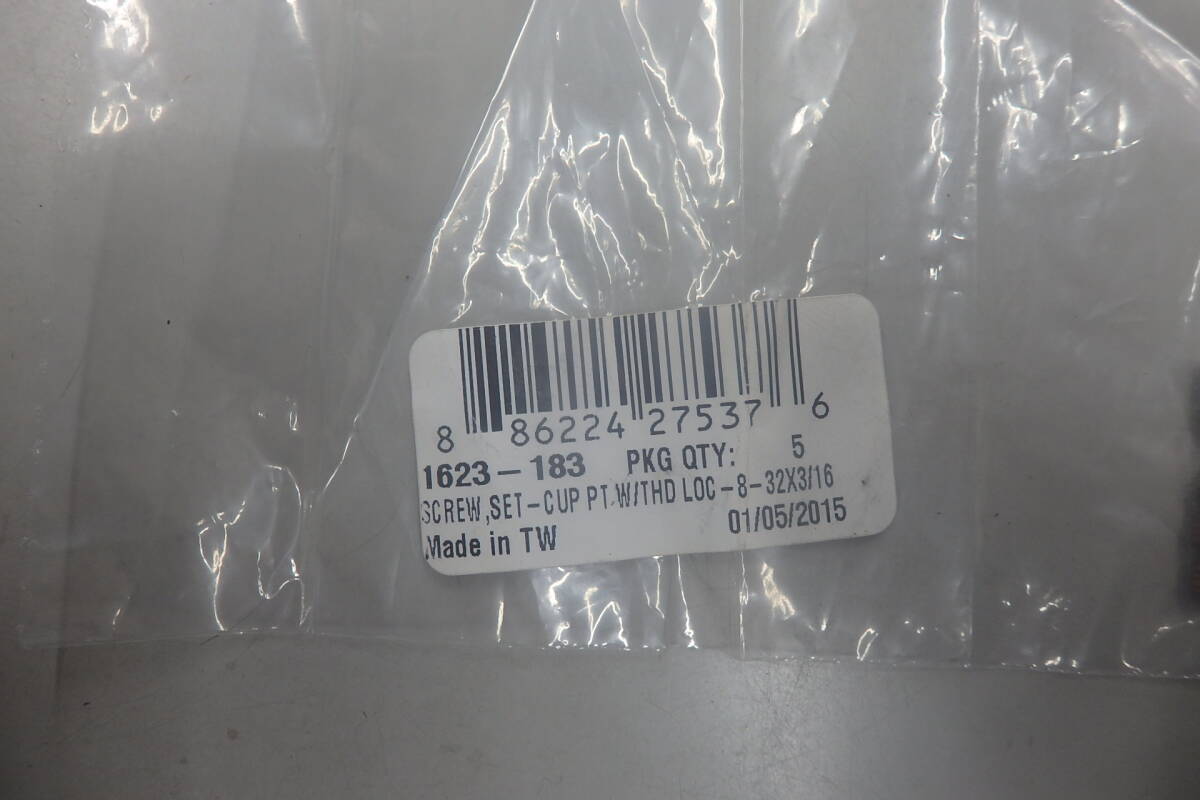 8 86224 27537 6
1623-183 PKG QTY: 5
SCREW,SET-CUP PT.W/THD LOC-8-32X3/16
Made in TW 01/05/2015